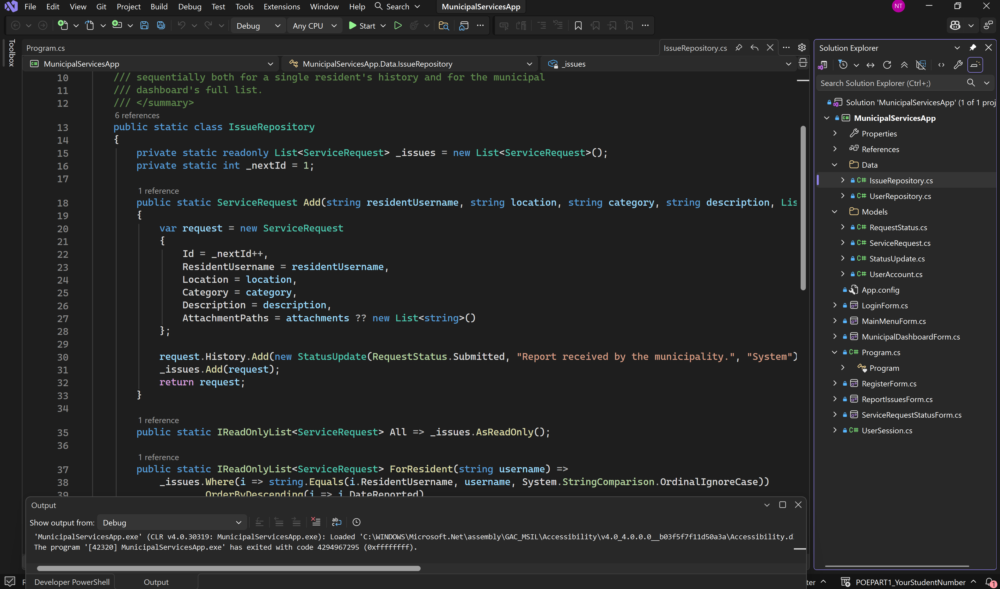 File Edit View Git Project Build Debug Test Tools Extensions Window Help Search MunicipalServicesApp NT
Debug Any CPU Start
Toolbox
Program.cs IssueRepository.cs
MunicipalServicesApp MunicipalServicesApp.Data.IssueRepository _issues
10 /// sequentially both for a single resident's history and for the municipal
11 /// dashboard's full list.
12 /// </summary>
6 references
13 public static class IssueRepository
14 {
15 private static readonly List<ServiceRequest> _issues = new List<ServiceRequest>();
16 private static int _nextId = 1;
17
1 reference
18 public static ServiceRequest Add(string residentUsername, string location, string category, string description, Lis
19 {
20 var request = new ServiceRequest
21 {
22 Id = _nextId++,
23 ResidentUsername = residentUsername,
24 Location = location,
25 Category = category,
26 Description = description,
27 AttachmentPaths = attachments ?? new List<string>()
28 };
29
30 request.History.Add(new StatusUpdate(RequestStatus.Submitted, "Report received by the municipality.", "System")
31 _issues.Add(request);
32 return request;
33 }
34
1 reference
35 public static IReadOnlyList<ServiceRequest> All => _issues.AsReadOnly();
36
1 reference
37 public static IReadOnlyList<ServiceRequest> ForResident(string username) =>
38 _issues.Where(i => string.Equals(i.ResidentUsername, username, System.StringComparison.OrdinalIgnoreCase))
39 OrderByDescending(i => i.DateReported)
Output
Show output from: Debug
'MunicipalServicesApp.exe' (CLR v4.0.30319: MunicipalServicesApp.exe): Loaded 'C:\WINDOWS\Microsoft.Net\assembly\GAC_MSIL\Accessibility\v4.0_4.0.0.0__b03f5f7f11d50a3a\Accessibility.d
The program '[42320] MunicipalServicesApp.exe' has exited with code 4294967295 (0xffffffff).
Developer PowerShell Output
Solution Explorer
Search Solution Explorer (Ctrl+;)
Solution 'MunicipalServicesApp' (1 of 1 proj
C# MunicipalServicesApp
Properties
References
Data
C# IssueRepository.cs
C# UserRepository.cs
Models
C# RequestStatus.cs
C# ServiceRequest.cs
C# StatusUpdate.cs
C# UserAccount.cs
App.config
LoginForm.cs
MainMenuForm.cs
MunicipalDashboardForm.cs
C# Program.cs
Program
RegisterForm.cs
ReportIssuesForm.cs
ServiceRequestStatusForm.cs
C# UserSession.cs
ter POEPART1_YourStudentNumber 1